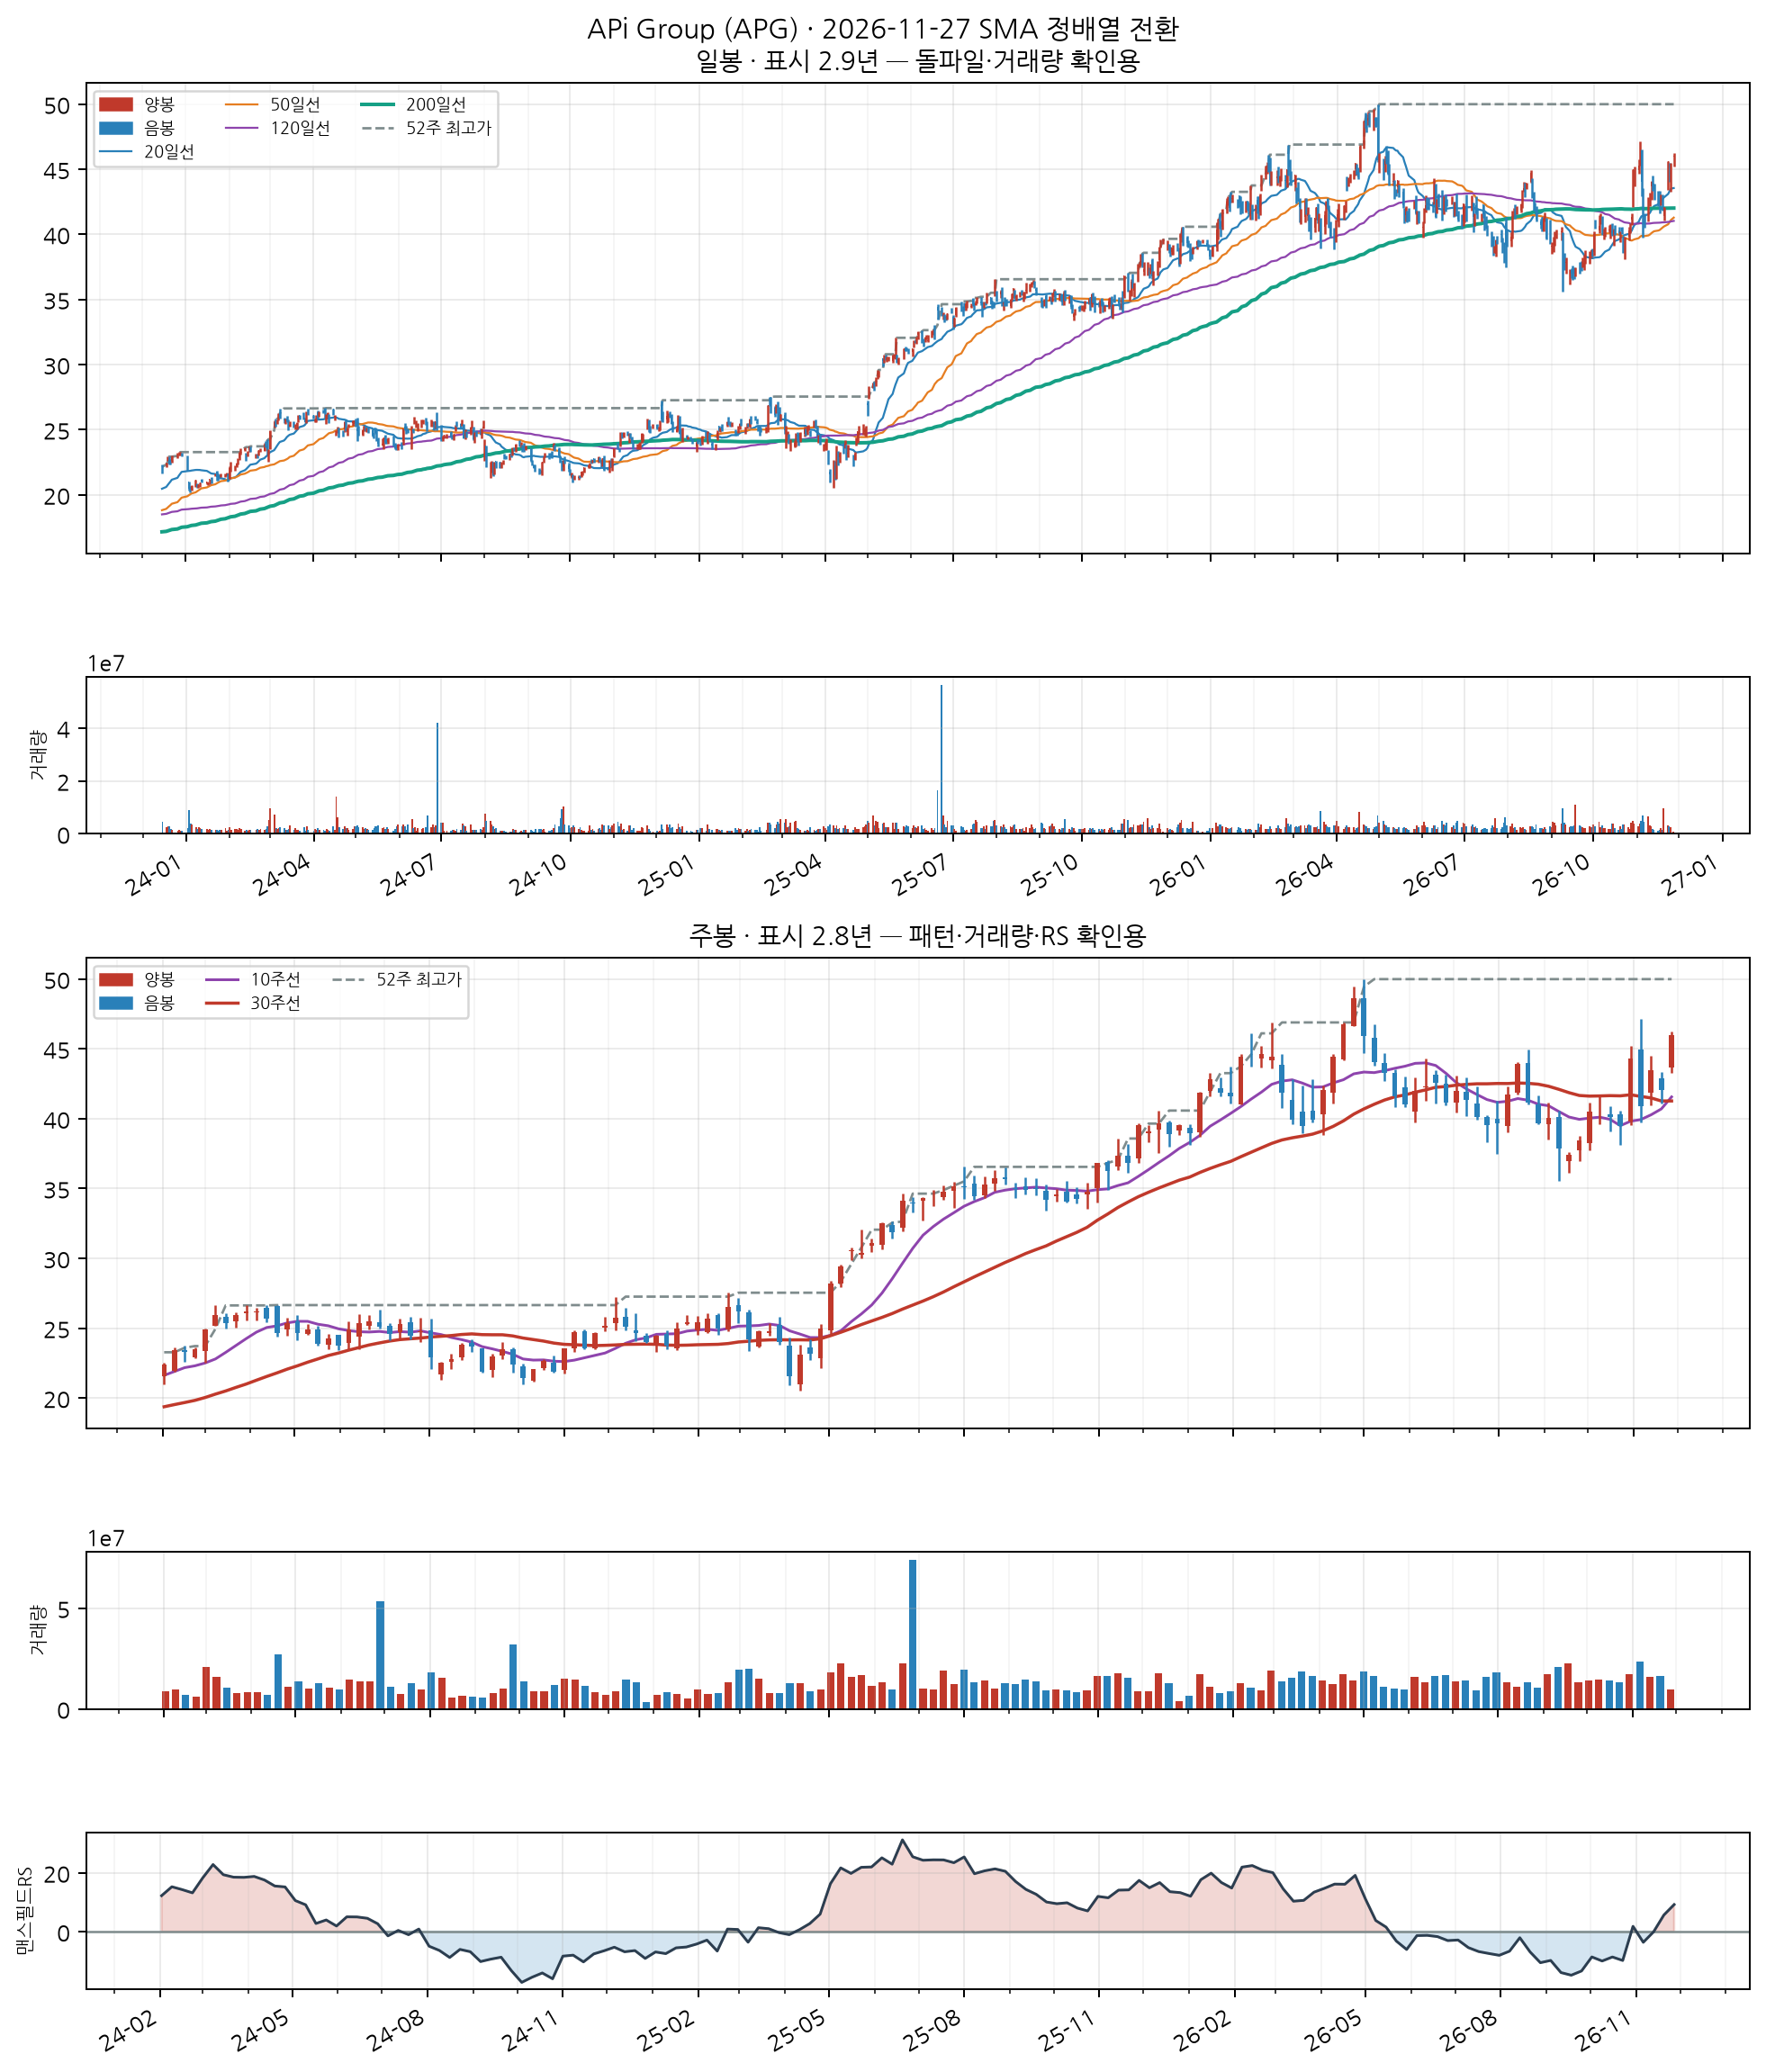 APi Group (APG) · 2026-11-27 SMA 정배열 전환
일봉 · 표시 2.9년 — 돌파일·거래량 확인용
양봉
음봉
20일선
50일선
120일선
200일선
52주 최고가
50
45
40
35
30
25
20
1e7
거래량
4
2
0
24-01
24-04
24-07
24-10
25-01
25-04
25-07
25-10
26-01
26-04
26-07
26-10
27-01
주봉 · 표시 2.8년 — 패턴·거래량·RS 확인용
양봉
음봉
10주선
30주선
52주 최고가
50
45
40
35
30
25
20
1e7
거래량
5
0
맨스필드RS
20
0
24-02
24-05
24-08
24-11
25-02
25-05
25-08
25-11
26-02
26-05
26-08
26-11